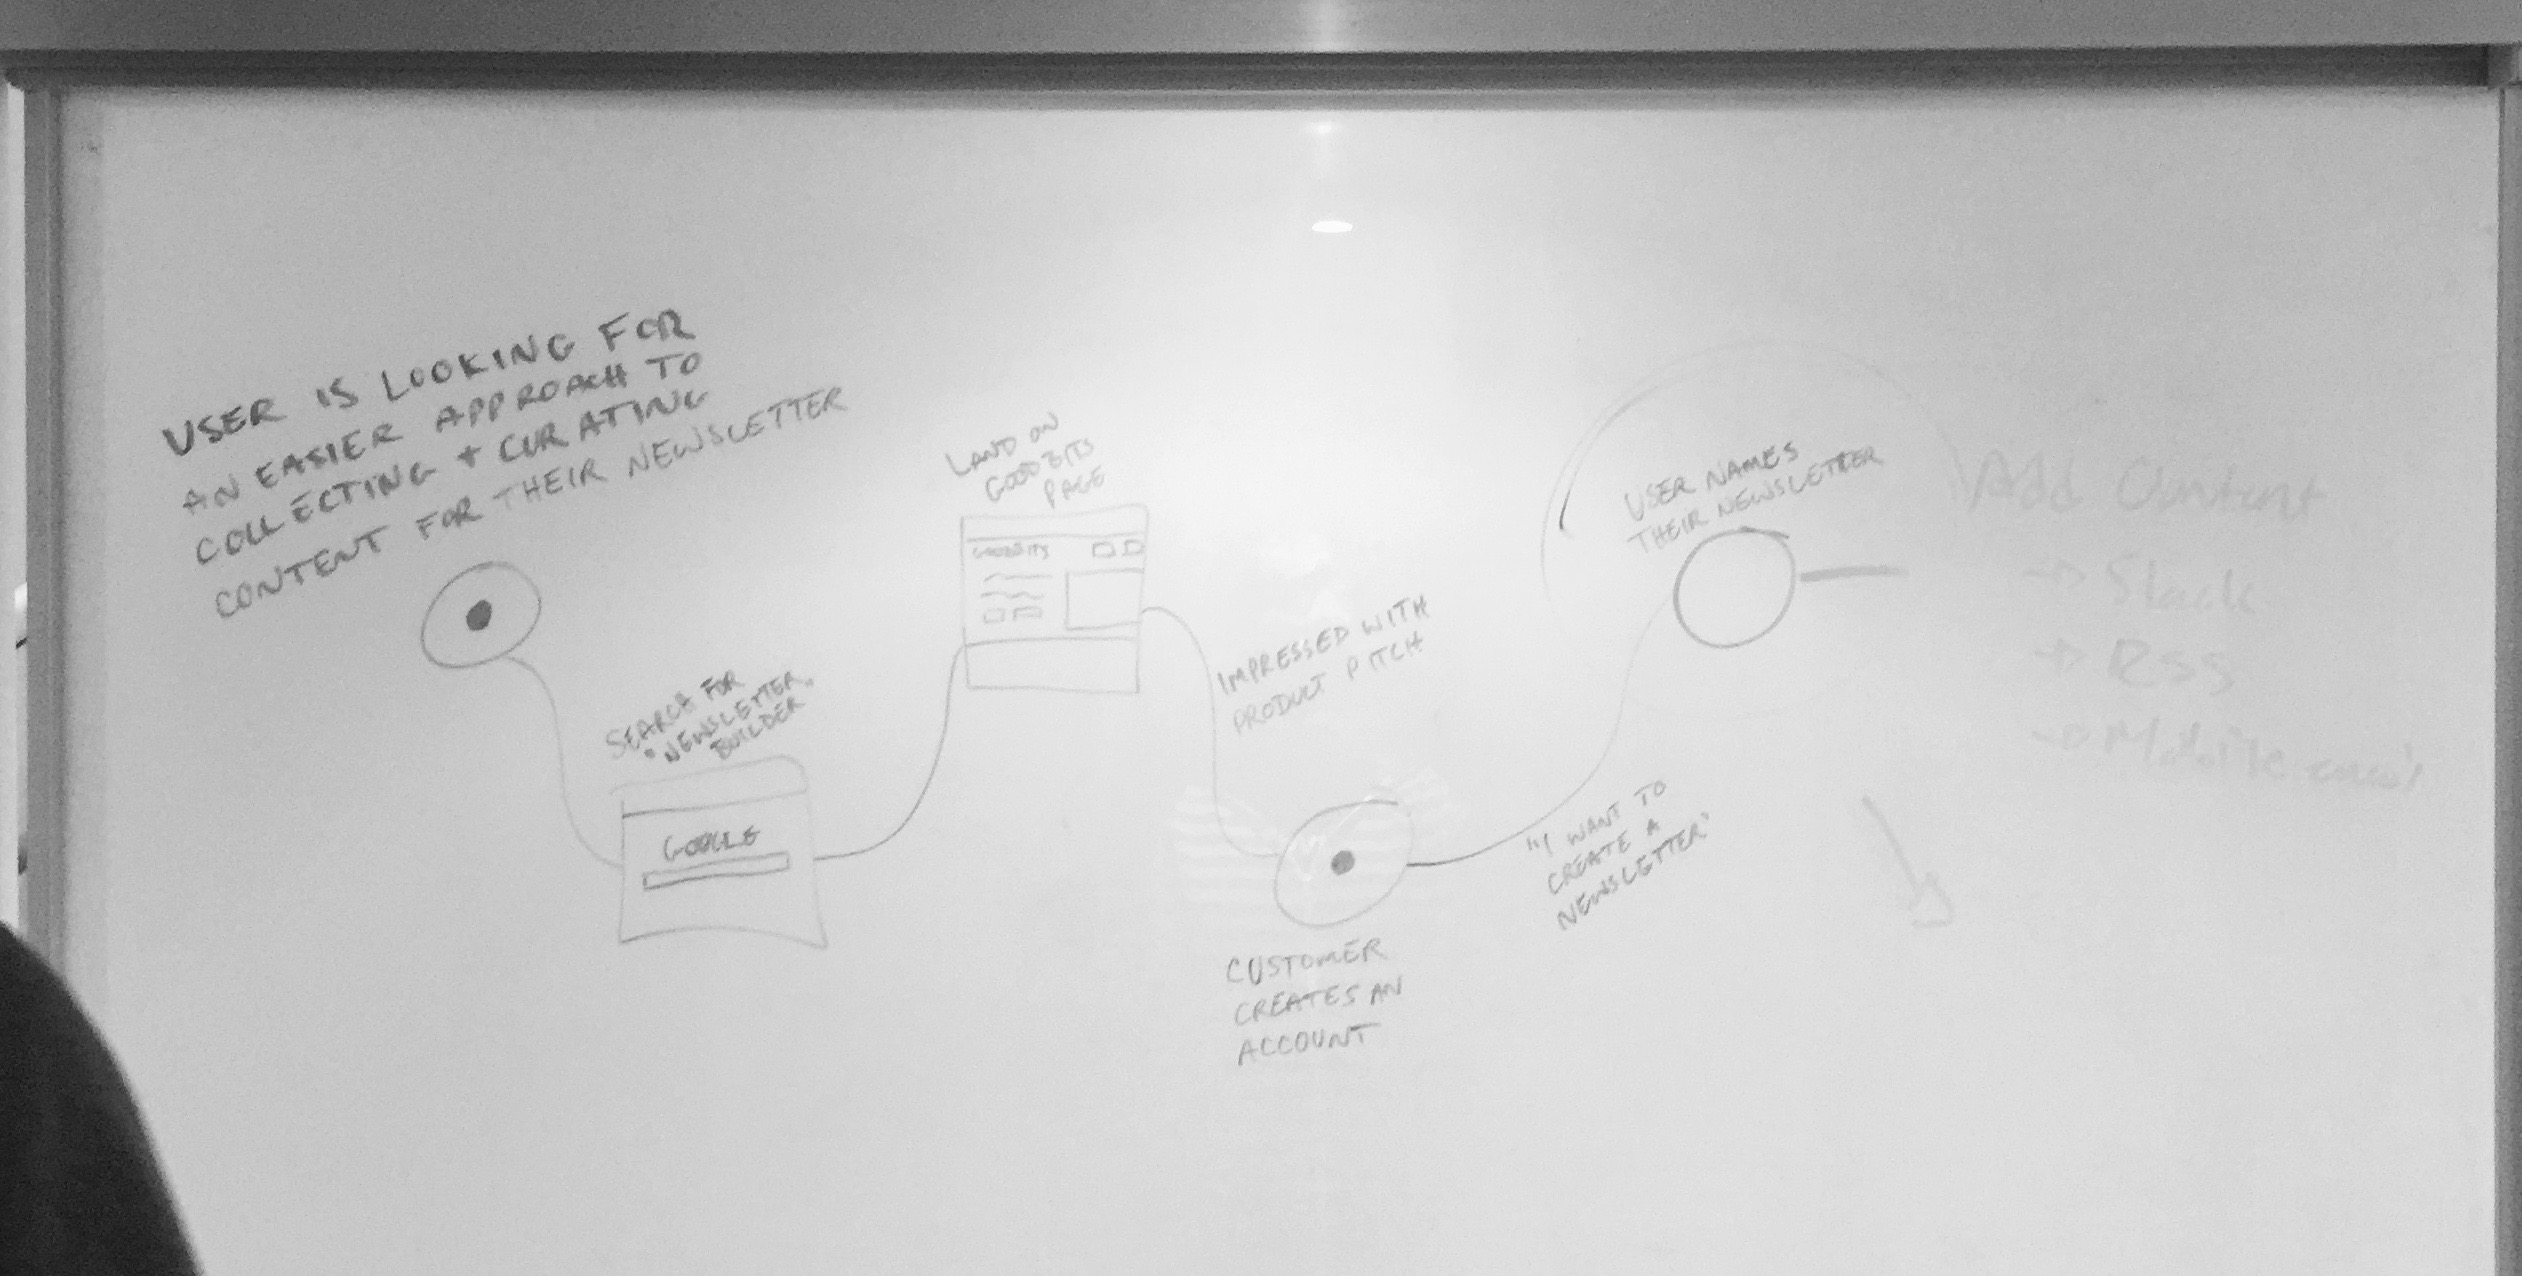 USER IS LOOKING FOR
AN EASIER APPROACH TO
COLLECTING + CURATING
CONTENT FOR THEIR NEWSLETTER
SEARCH FOR
"NEWSLETTER
BUILDER"
GOOGLE
LAND ON
GOODBITS
PAGE
GOODBITS
IMPRESSED WITH
PRODUCT PITCH
CUSTOMER
CREATES AN
ACCOUNT
"I WANT TO
CREATE A
NEWSLETTER"
USER NAMES
THEIR NEWSLETTER
Add Content
→ Slack
→ RSS
→ Mobile